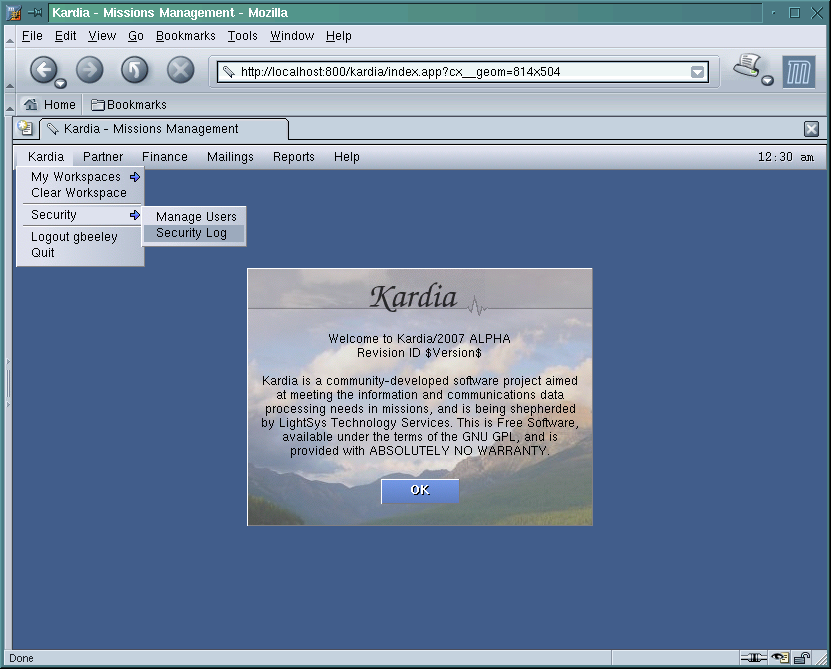 Kardia - Missions Management - Mozilla
File Edit View Go Bookmarks Tools Window Help
http://localhost:800/kardia/index.app?cx__geom=814x504
Home Bookmarks
Kardia - Missions Management
Kardia Partner Finance Mailings Reports Help 12:30 am
My Workspaces
Clear Workspace
Security
Manage Users
Security Log
Logout gbeeley
Quit
Kardia
Welcome to Kardia/2007 ALPHA
Revision ID $Version$
Kardia is a community-developed software project aimed
at meeting the information and communications data
processing needs in missions, and is being shepherded
by LightSys Technology Services. This is Free Software,
available under the terms of the GNU GPL, and is
provided with ABSOLUTELY NO WARRANTY.
OK
Done